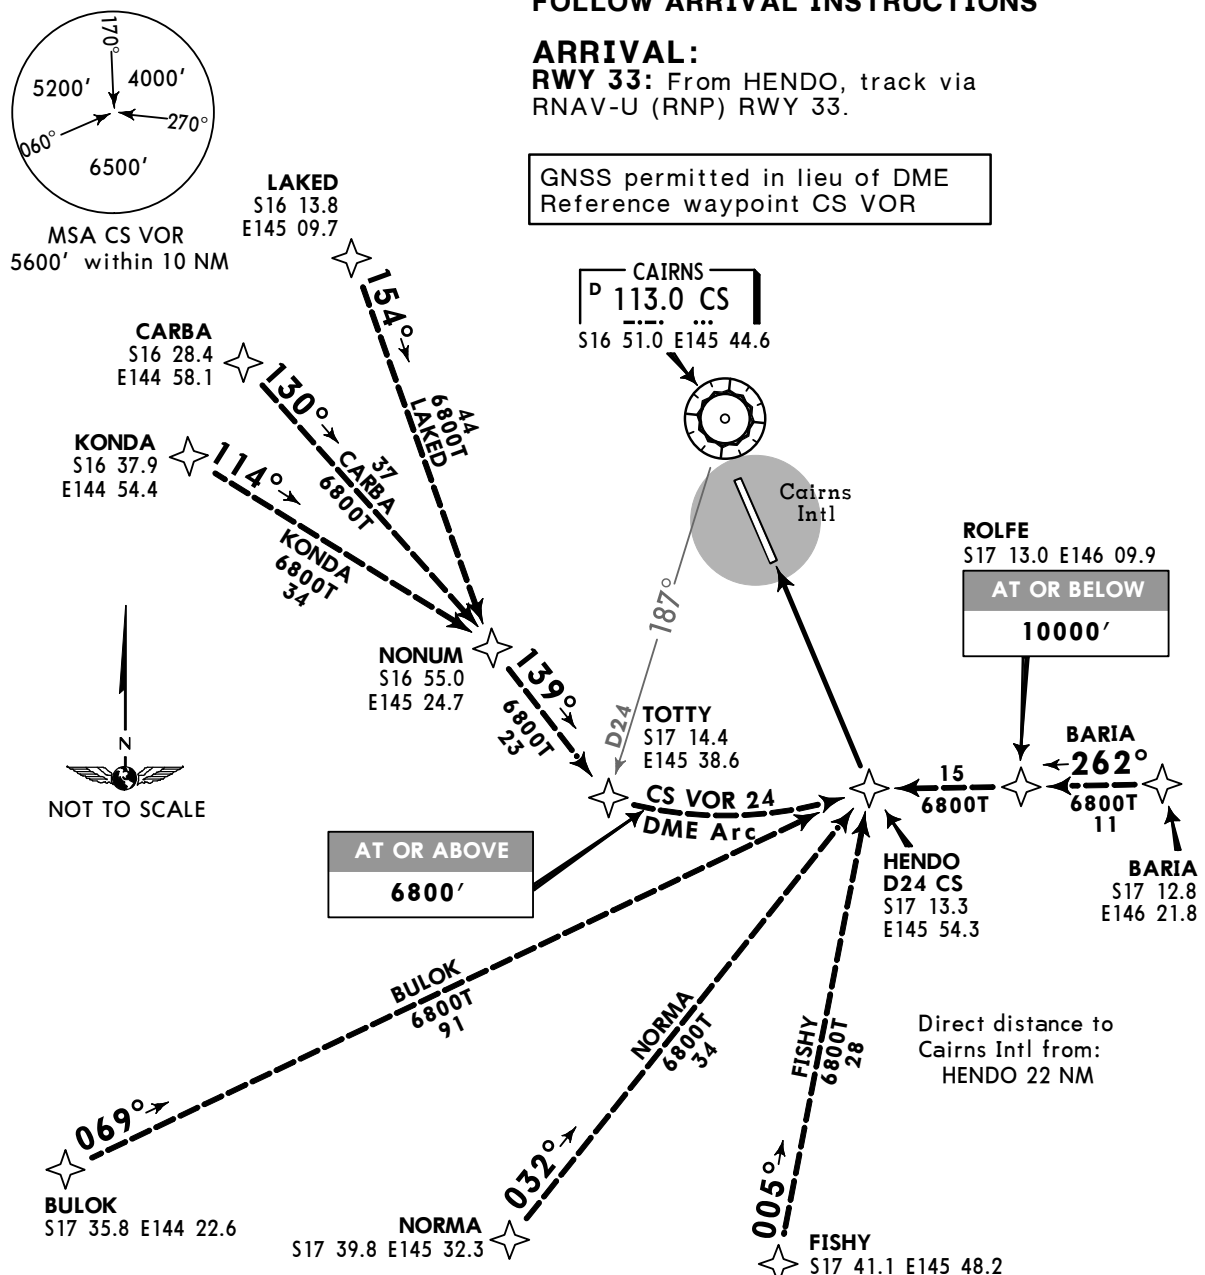 FOLLOW ARRIVAL INSTRUCTIONS
ARRIVAL:
RWY 33: From HENDO, track via
RNAV-U (RNP) RWY 33.
170°
5200'
4000'
060°
270°
6500'
MSA CS VOR
5600' within 10 NM
GNSS permitted in lieu of DME
Reference waypoint CS VOR
LAKED
S16 13.8
E145 09.7
CAIRNS
D 113.0 CS
S16 51.0 E145 44.6
CARBA
S16 28.4
E144 58.1
KONDA
S16 37.9
E144 54.4
154°
44
6800T
LAKED
130°
37
CARBA
6800T
114°
KONDA
6800T
34
Cairns
Intl
ROLFE
S17 13.0 E146 09.9
AT OR BELOW
10000'
187°
D24
NONUM
S16 55.0
E145 24.7
139°
6800T
23
TOTTY
S17 14.4
E145 38.6
N
NOT TO SCALE
CS VOR 24
DME Arc
15
6800T
BARIA
262°
6800T
11
AT OR ABOVE
6800'
HENDO
D24 CS
S17 13.3
E145 54.3
BARIA
S17 12.8
E146 21.8
BULOK
6800T
91
NORMA
6800T
34
FISHY
6800T
28
Direct distance to
Cairns Intl from:
HENDO 22 NM
069°
032°
005°
BULOK
S17 35.8 E144 22.6
NORMA
S17 39.8 E145 32.3
FISHY
S17 41.1 E145 48.2